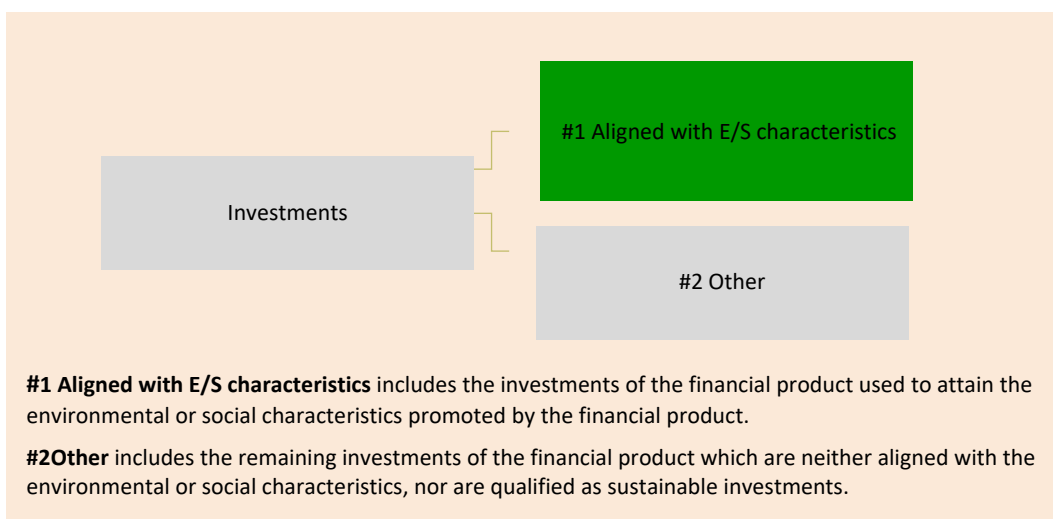 #1 Aligned with E/S characteristics
Investments
#2 Other
#1 Aligned with E/S characteristics includes the investments of the financial product used to attain the
environmental or social characteristics promoted by the financial product.
#2Other includes the remaining investments of the financial product which are neither aligned with the
environmental or social characteristics, nor are qualified as sustainable investments.